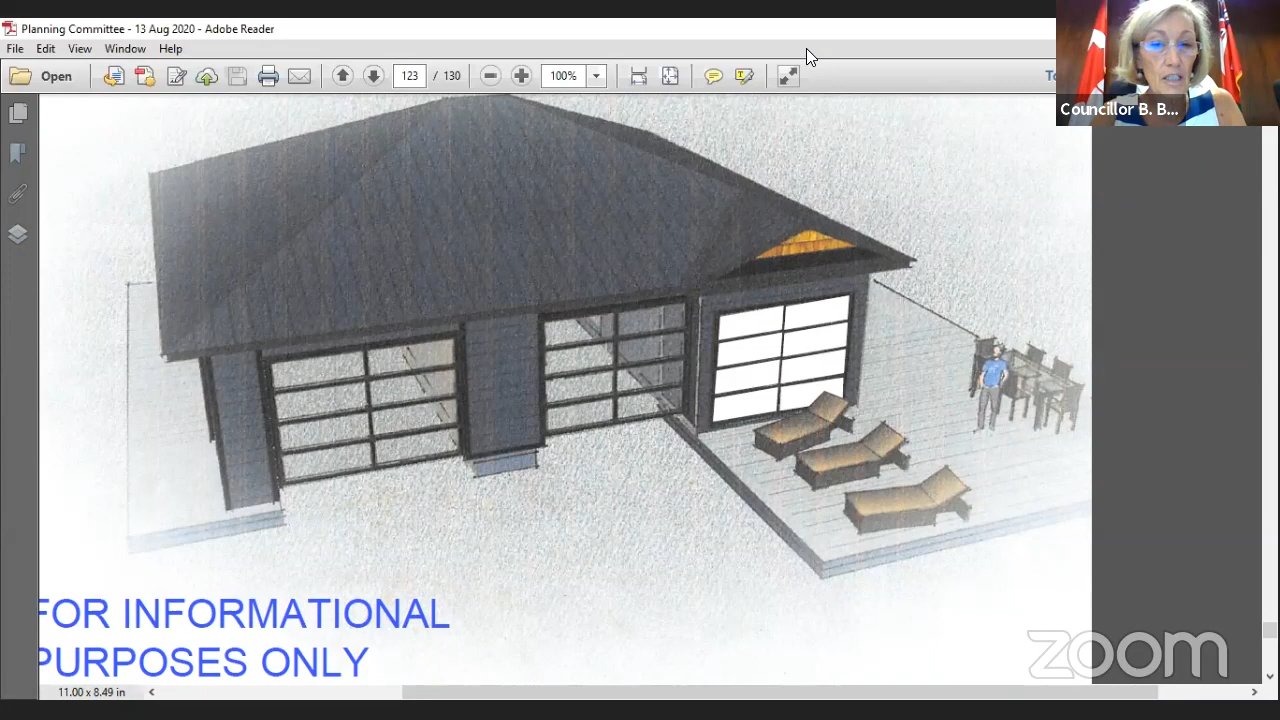 Planning Committee - 13 Aug 2020 - Adobe Reader
File Edit View Window Help
Open 123 / 130 100%
Councillor B. B...
FOR INFORMATIONAL
PURPOSES ONLY
zoom
11.00 x 8.49 in